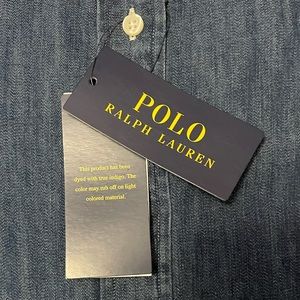 POLO
RALPH LAUREN
This product has been
dyed with true indigo. The
color may rub off on light
colored material.